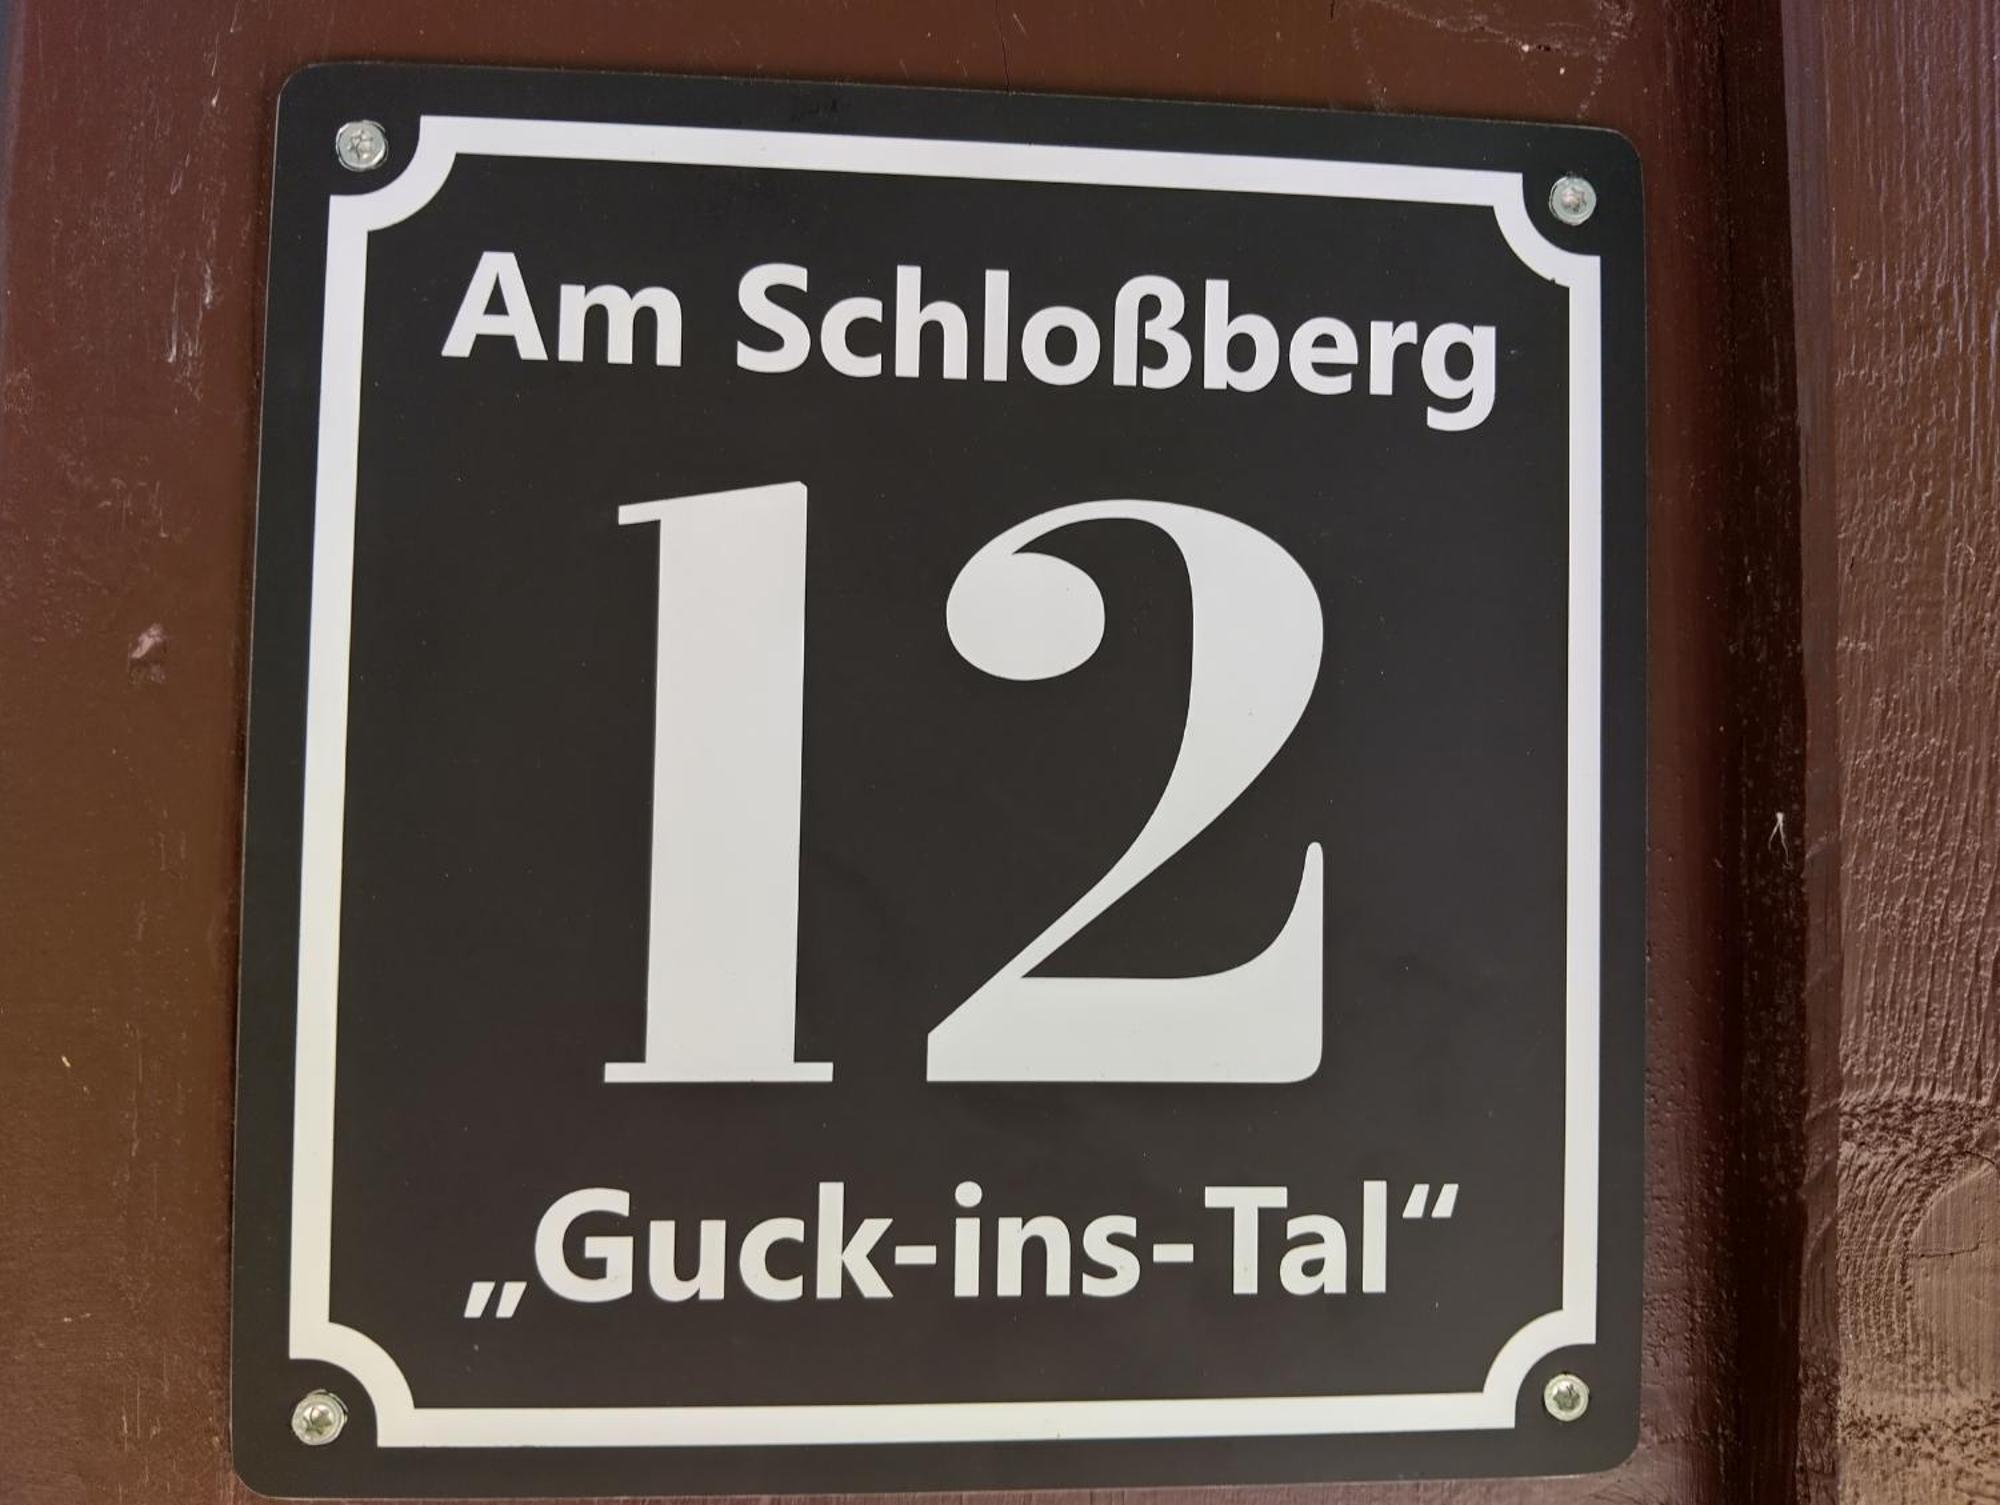 Am Schloßberg
12
„Guck-ins-Tal“